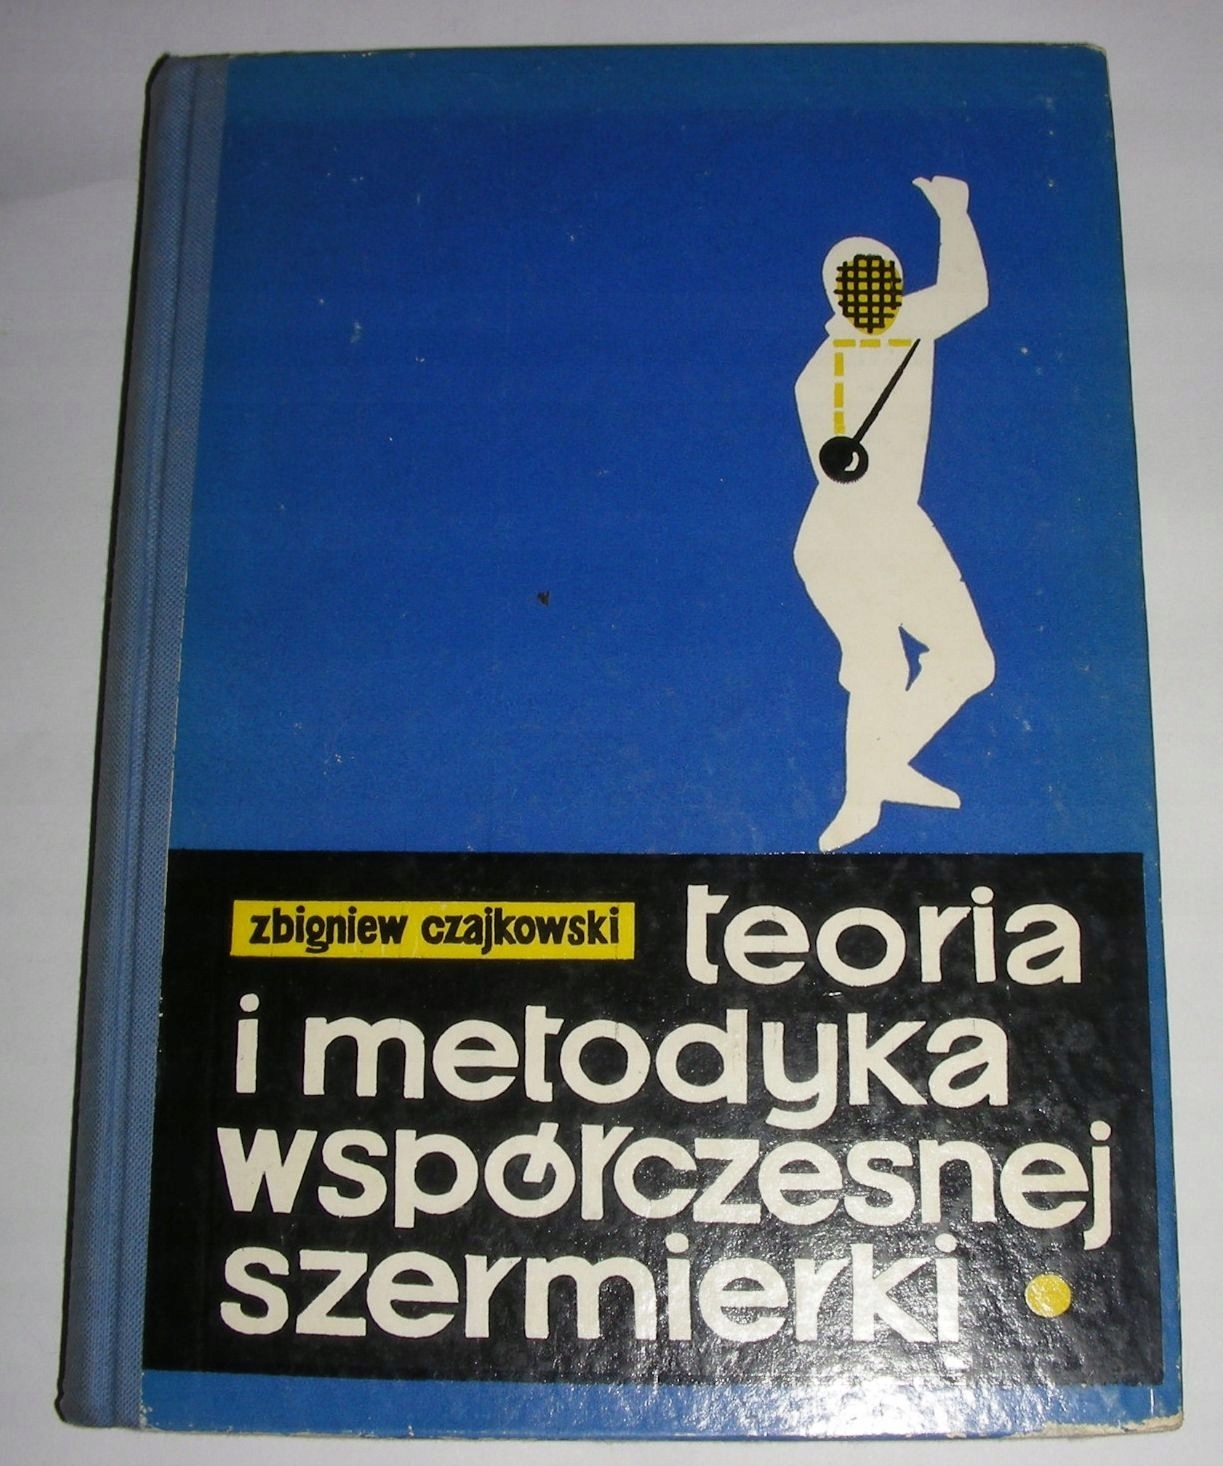 zbigniew czajkowski teoria
i metodyka
współczesnej
szermierki